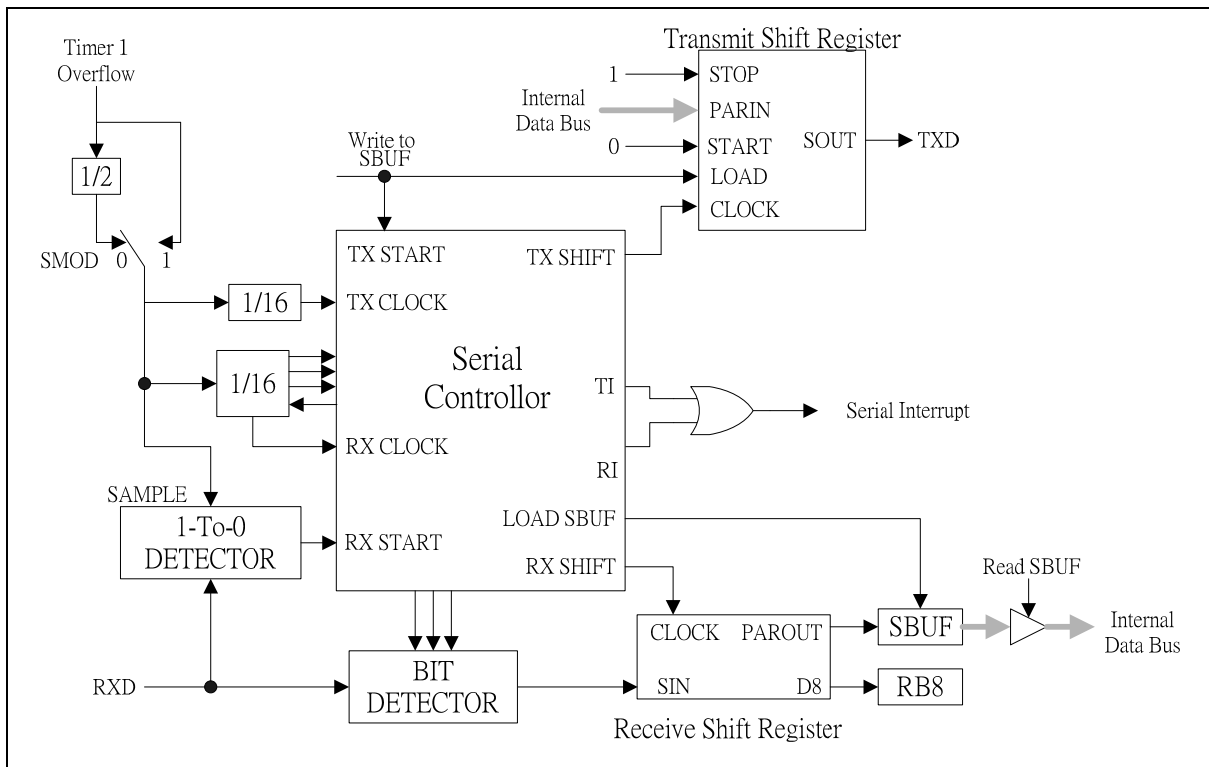 Timer 1
Overflow
1/2
SMOD 0 1
Transmit Shift Register
1
STOP
Internal
Data Bus
PARIN
0
START
SOUT
TXD
Write to
SBUF
LOAD
CLOCK
TX START
TX SHIFT
1/16
TX CLOCK
Serial
Controllor
1/16
TI
Serial Interrupt
RX CLOCK
RI
SAMPLE
1-To-0
DETECTOR
RX START
LOAD SBUF
RX SHIFT
Read SBUF
CLOCK
PAROUT
SBUF
Internal
Data Bus
RXD
BIT
DETECTOR
SIN
D8
RB8
Receive Shift Register